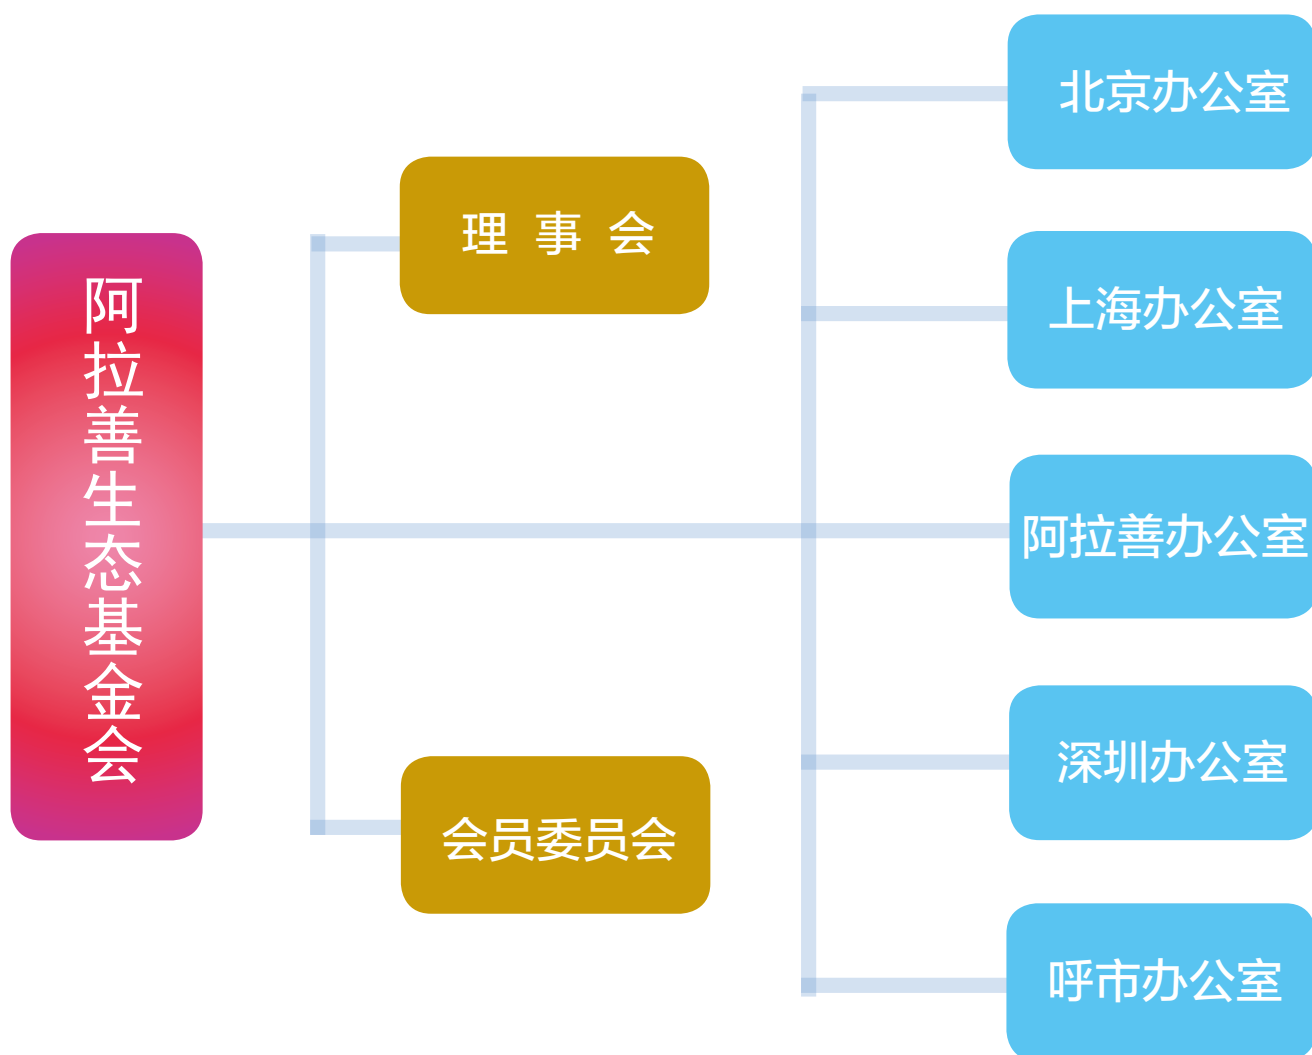 阿拉善生态基金会
理 事 会
会员委员会
北京办公室
上海办公室
阿拉善办公室
深圳办公室
呼市办公室